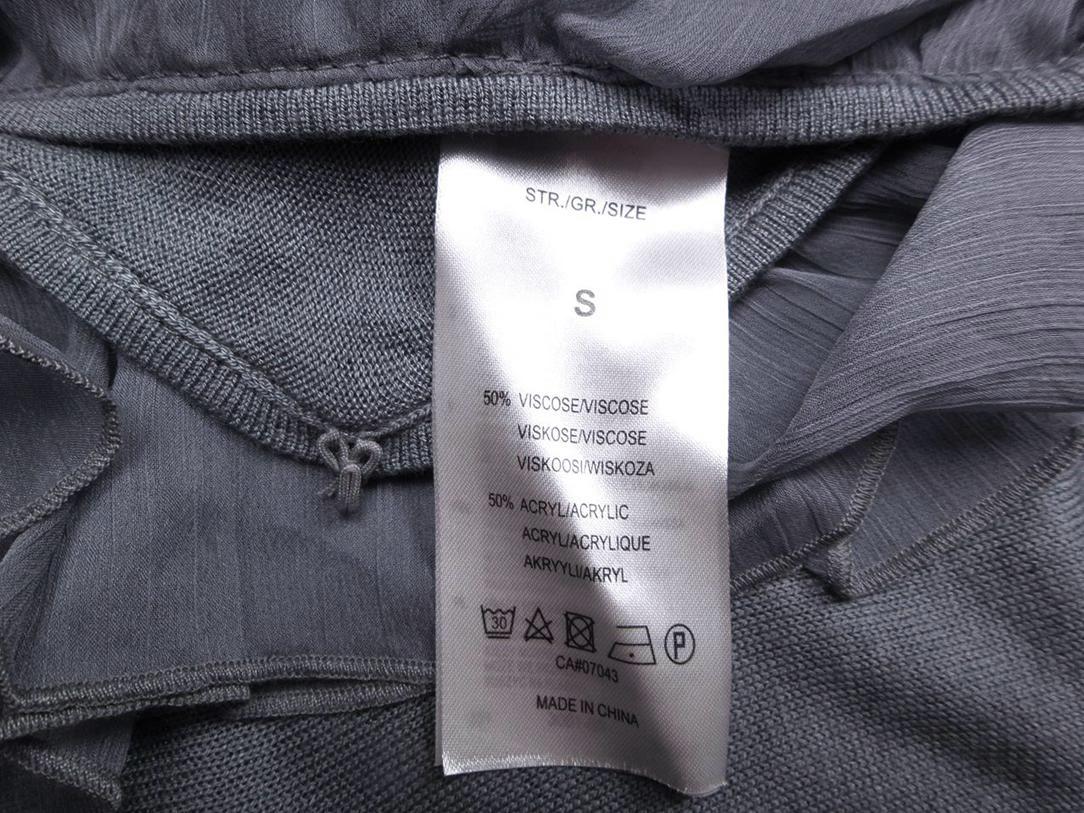 STR./GR./SIZE
S
50% VISCOSE/VISCOSE
VISKOSE/VISCOSE
VISKOOSI/WISKOZA
50% ACRYL/ACRYLIC
ACRYL/ACRYLIQUE
AKRYYLI/AKRYL
30 P
CA#07043
MADE IN CHINA